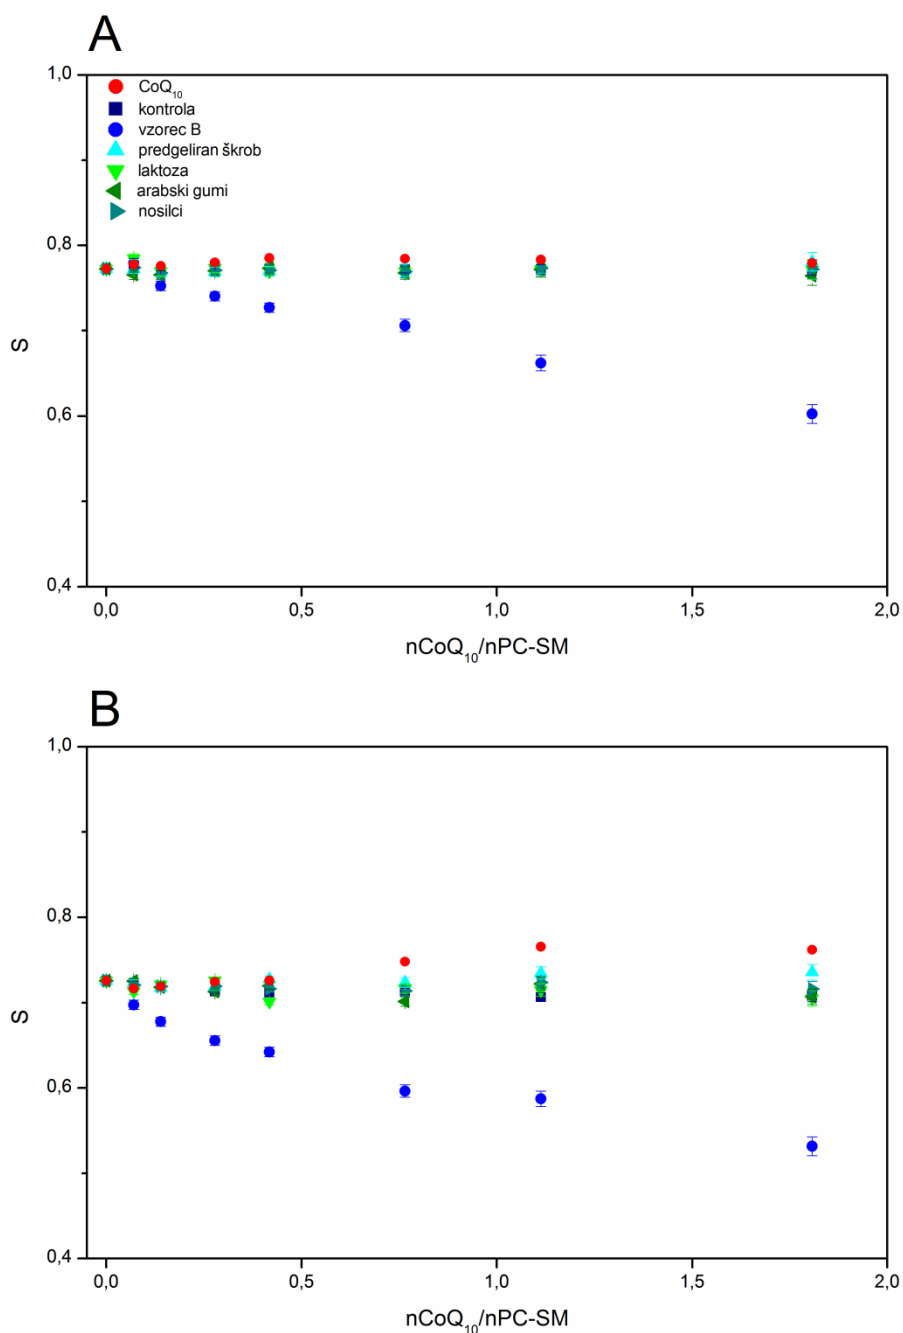 A
1,0
CoQ₁₀
kontrola
vzorec B
predgeliran škrob
laktoza
arabski gumi
nosilci
0,8
S
0,6
0,4
0,0 0,5 1,0 1,5 2,0
nCoQ₁₀/nPC-SM
B
1,0
0,8
S
0,6
0,4
0,0 0,5 1,0 1,5 2,0
nCoQ₁₀/nPC-SM